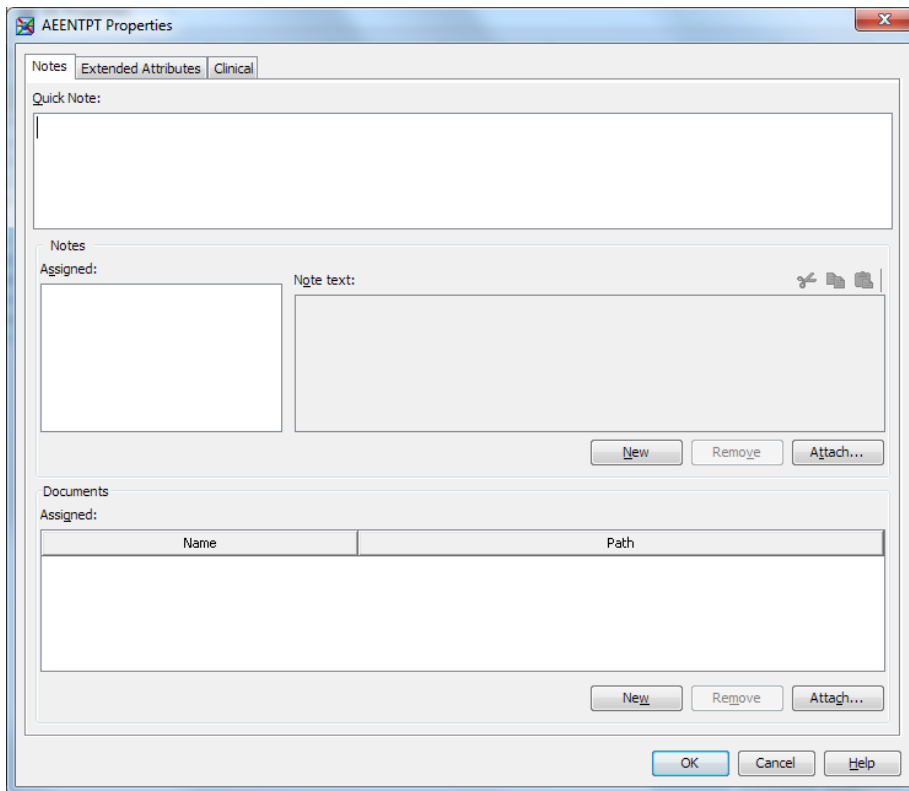 AEENTPT Properties
Notes Extended Attributes Clinical
Quick Note:
Notes
Assigned:
Note text:
New Remove Attach...
Documents
Assigned:
Name Path
New Remove Attach...
OK Cancel Help